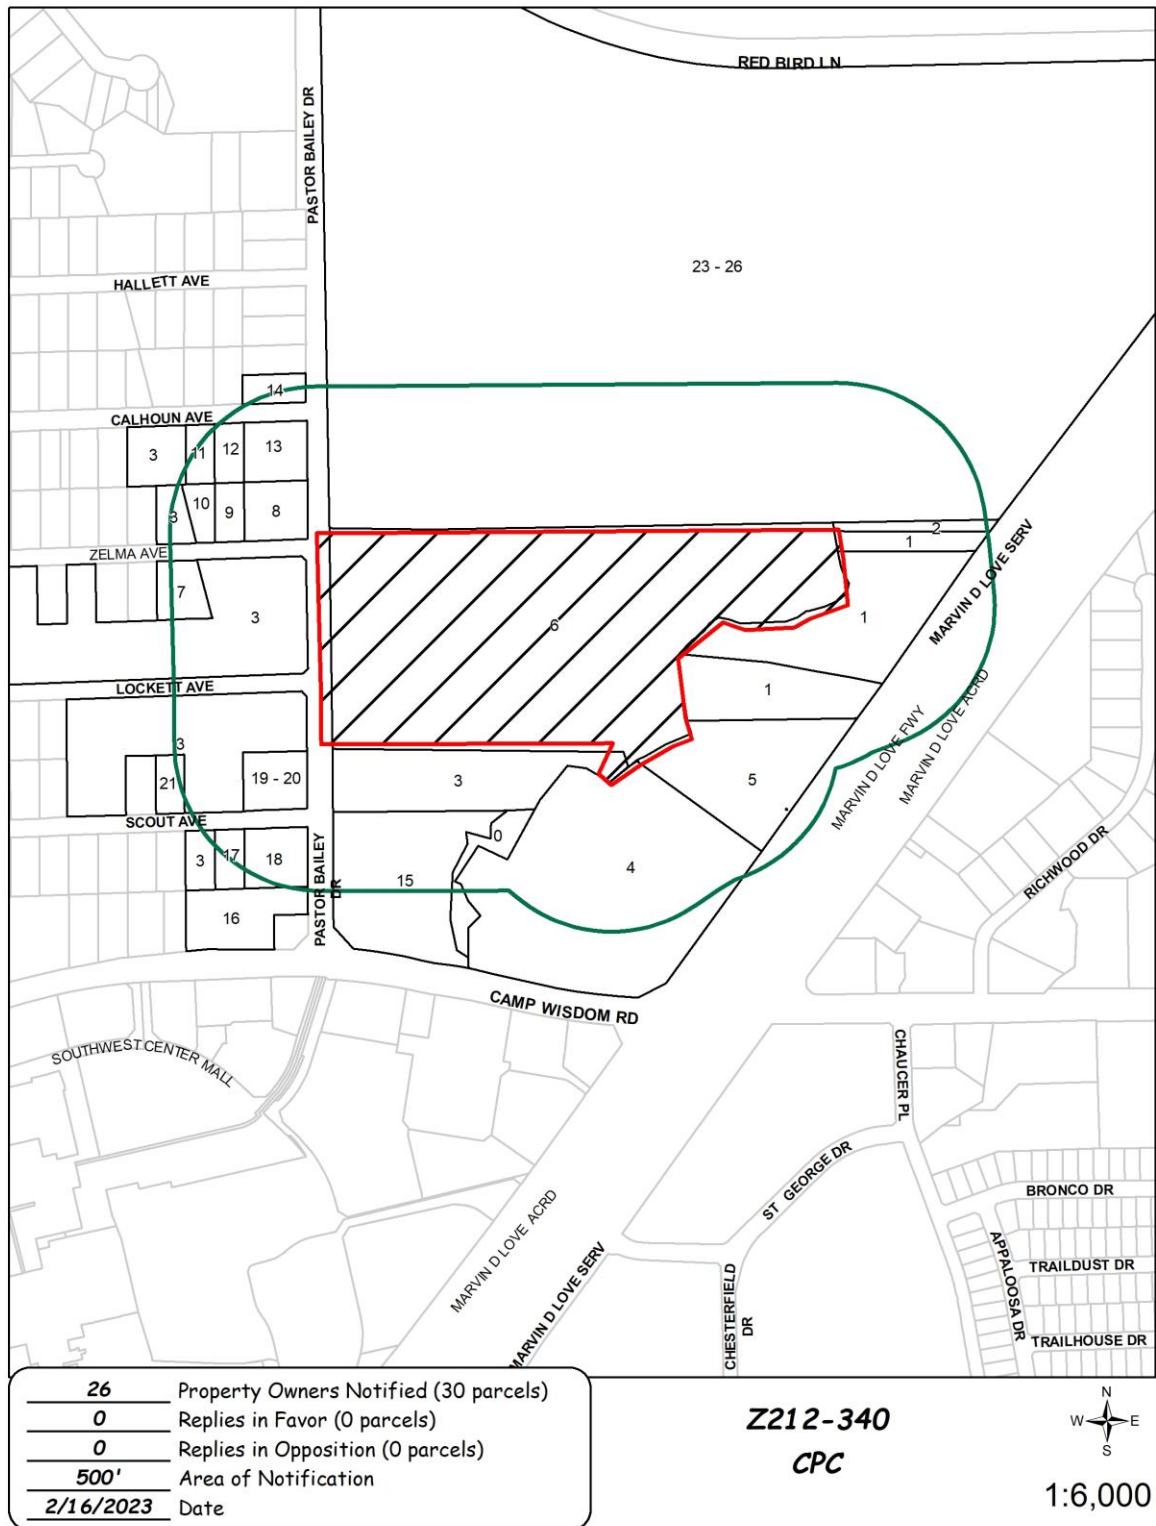 RED BIRD LN
PASTOR BAILEY DR
23 - 26
HALLETT AVE
14
CALHOUN AVE
3
11
12
13
3
10
9
8
2
1
ZELMA AVE
MARVIN D LOVE SERV
7
3
6
1
LOCKETT AVE
1
MARVIN D LOVE FWY
MARVIN D LOVE ACRD
3
21
19 - 20
3
5
SCOUT AVE
0
3
17
18
15
4
RICHWOOD DR
PASTOR BAILEY
DR
16
CAMP WISDOM RD
SOUTHWEST CENTER MALL
CHAUCER PL
ST GEORGE DR
BRONCO DR
MARVIN D LOVE ACRD
MARVIN D LOVE SERV
CHESTERFIELD
DR
APPALOOSA DR
TRAILDUST DR
TRAILHOUSE DR
26 Property Owners Notified (30 parcels)
0 Replies in Favor (0 parcels)
0 Replies in Opposition (0 parcels)
500' Area of Notification
2/16/2023 Date
Z212-340
CPC
N
W E
S
1:6,000